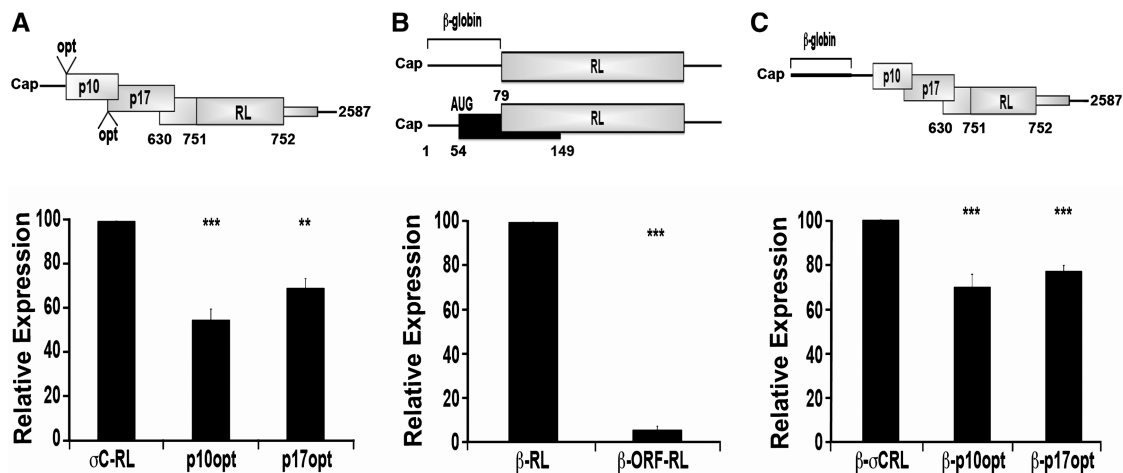 A
opt
Cap
p10
p17
RL
2587
opt
630 751 752
Relative Expression
100
80
60
40
20
0
***
**
σC-RL p10opt p17opt
B
β-globin
Cap
RL
79
AUG
Cap
RL
1 54 149
Relative Expression
100
80
60
40
20
0
***
β-RL β-ORF-RL
C
β-globin
Cap
p10
p17
RL
2587
630 751 752
Relative Expression
100
80
60
40
20
0
***
***
β-σCRL β-p10opt β-p17opt